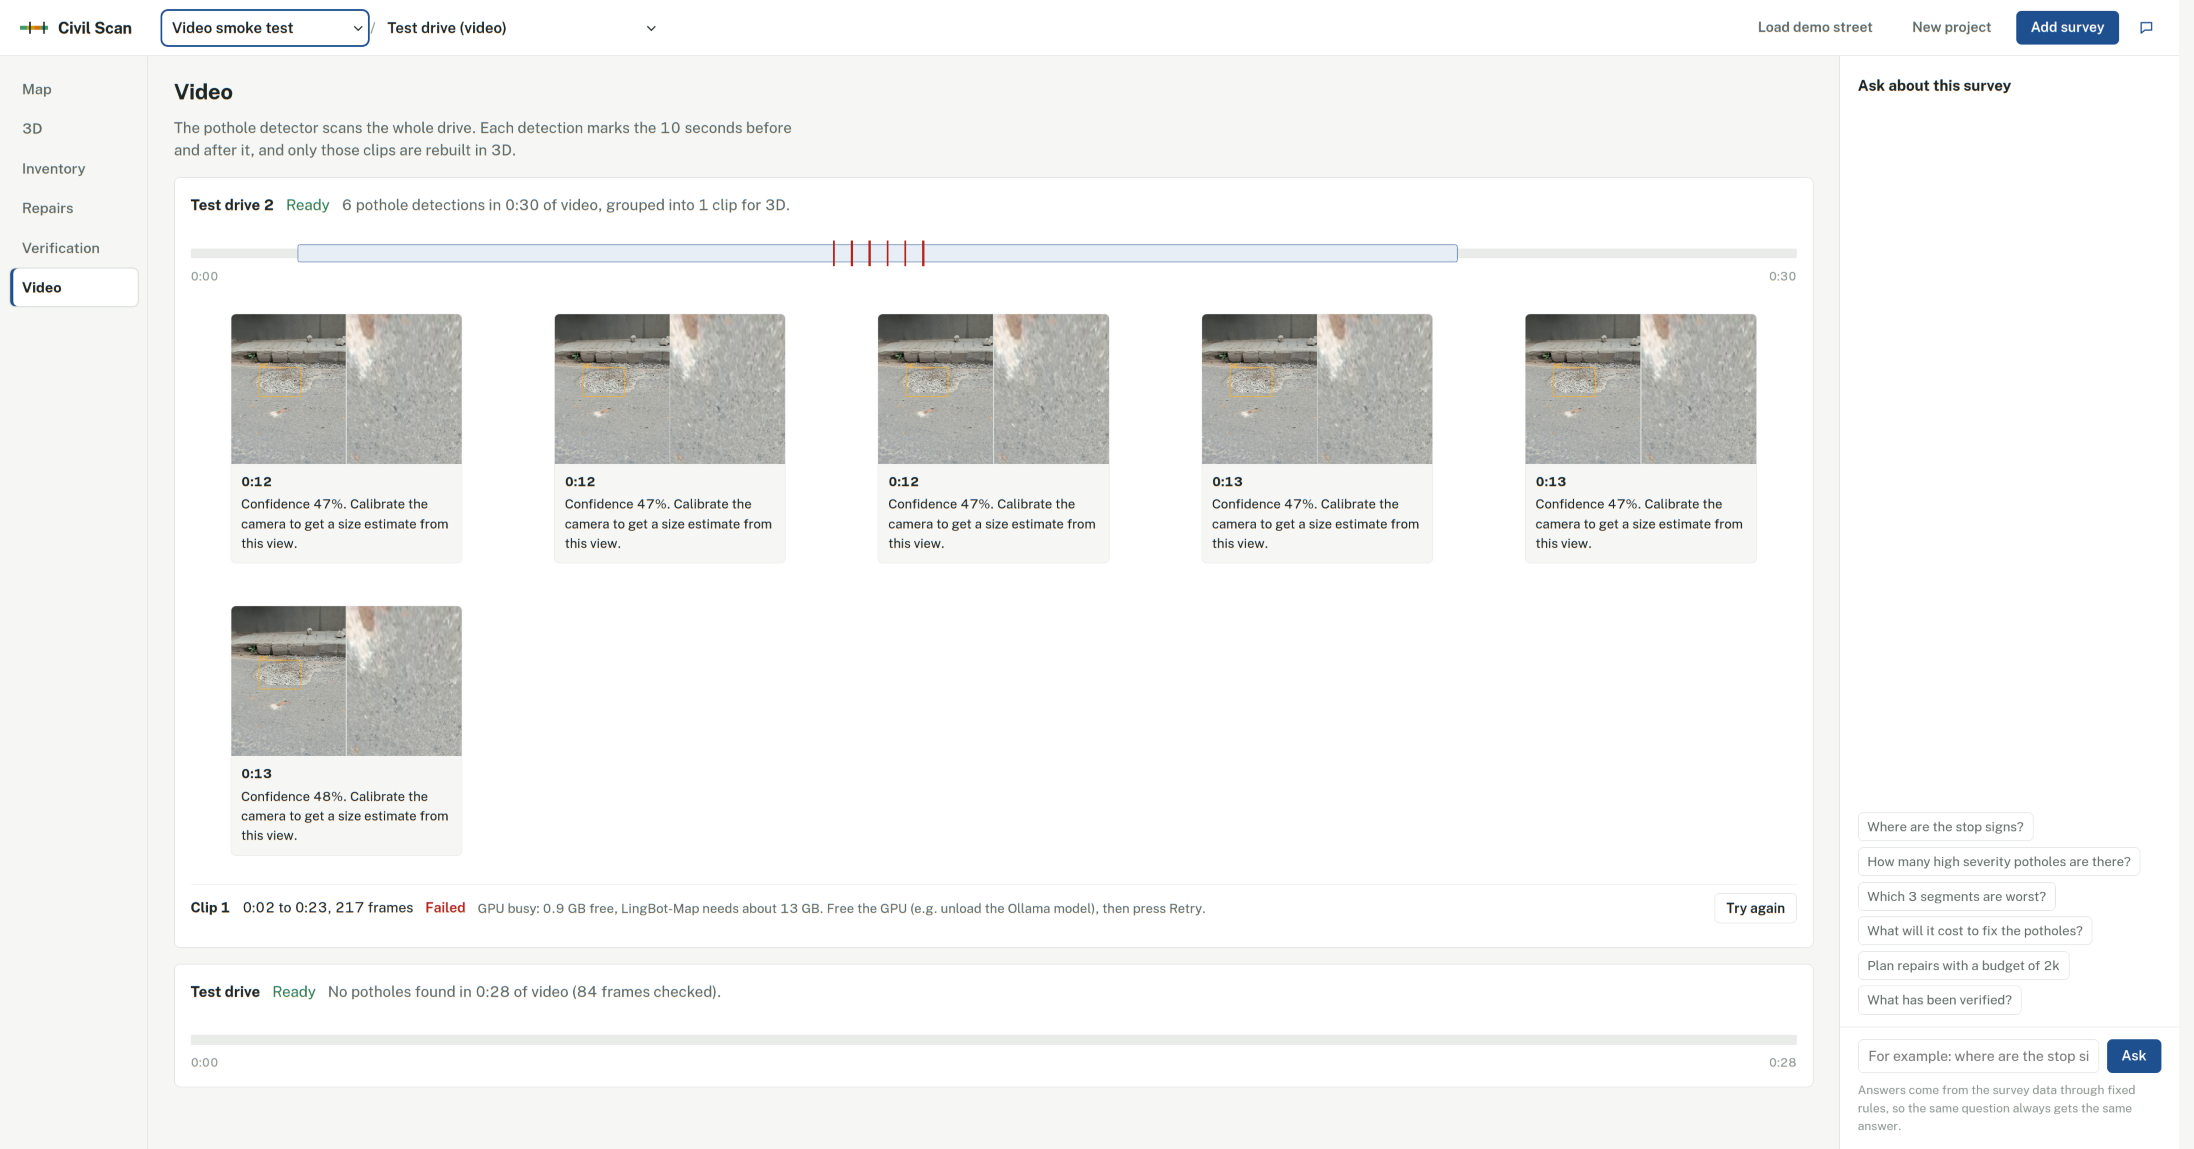 Civil Scan
Video smoke test
/
Test drive (video)
Load demo street
New project
Add survey
Map
3D
Inventory
Repairs
Verification
Video
Video
The pothole detector scans the whole drive. Each detection marks the 10 seconds before
and after it, and only those clips are rebuilt in 3D.
Test drive 2 Ready 6 pothole detections in 0:30 of video, grouped into 1 clip for 3D.
0:00
0:30
0:12
Confidence 47%. Calibrate the
camera to get a size estimate from
this view.
0:12
Confidence 47%. Calibrate the
camera to get a size estimate from
this view.
0:12
Confidence 47%. Calibrate the
camera to get a size estimate from
this view.
0:13
Confidence 47%. Calibrate the
camera to get a size estimate from
this view.
0:13
Confidence 47%. Calibrate the
camera to get a size estimate from
this view.
0:13
Confidence 48%. Calibrate the
camera to get a size estimate from
this view.
Clip 1 0:02 to 0:23, 217 frames Failed GPU busy: 0.9 GB free, LingBot-Map needs about 13 GB. Free the GPU (e.g. unload the Ollama model), then press Retry.
Try again
Test drive Ready No potholes found in 0:28 of video (84 frames checked).
0:00
0:28
Ask about this survey
Where are the stop signs?
How many high severity potholes are there?
Which 3 segments are worst?
What will it cost to fix the potholes?
Plan repairs with a budget of 2k
What has been verified?
For example: where are the stop si
Ask
Answers come from the survey data through fixed
rules, so the same question always gets the same
answer.